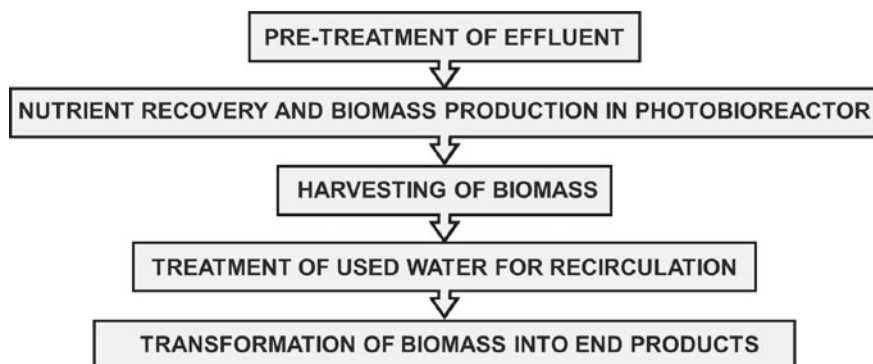 PRE-TREATMENT OF EFFLUENT
NUTRIENT RECOVERY AND BIOMASS PRODUCTION IN PHOTOBIOREACTOR
HARVESTING OF BIOMASS
TREATMENT OF USED WATER FOR RECIRCULATION
TRANSFORMATION OF BIOMASS INTO END PRODUCTS